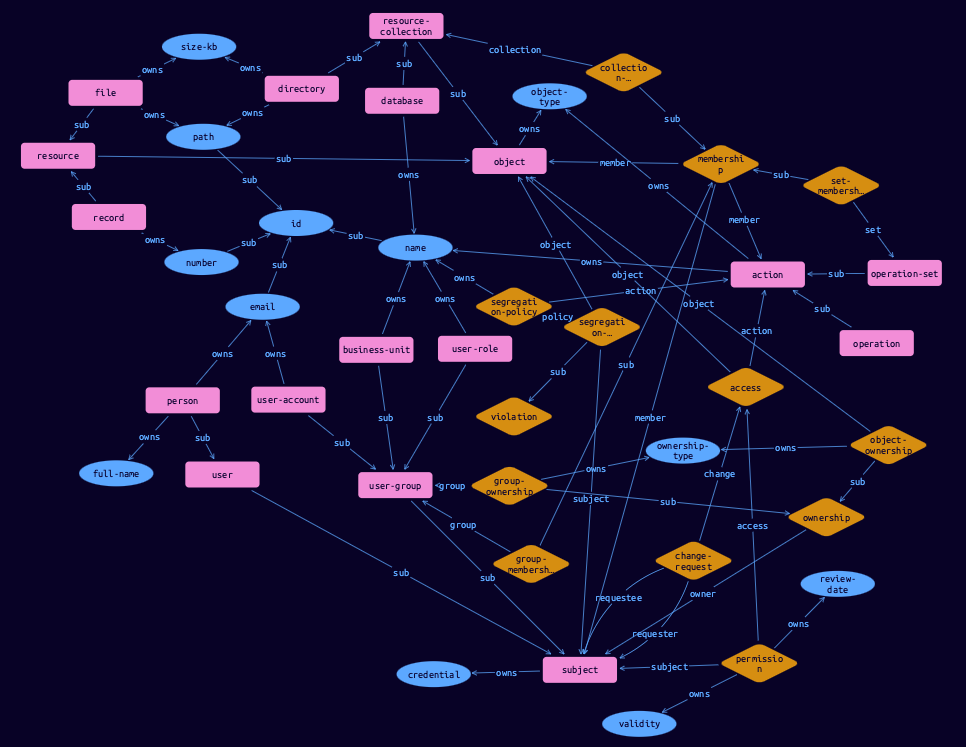 resource-
collection
size-kb
collection
sub
owns
owns
sub
collectio
n-…
file
directory
database
object-
type
sub
owns
owns
sub
sub
owns
path
resource
sub
object
member
membershi
p
sub
set-
membersh…
sub
sub
owns
owns
record
id
member
set
owns
sub
sub
name
object
number
sub
owns
action
sub
operation-set
object
owns
owns
owns
action
object
email
segregati
on-policy
policy
segregati
on-…
sub
action
operation
owns
owns
business-unit
user-role
sub
sub
access
person
user-account
violation
sub
sub
member
owns
sub
sub
ownership-
type
owns
object-
ownership
full-name
user
user-group
group
group-
ownership
owns
change
sub
subject
sub
ownership
group
access
group-
membersh…
change-
request
sub
sub
review-
date
requestee
owner
owns
requester
credential
owns
subject
subject
permissio
n
owns
validity